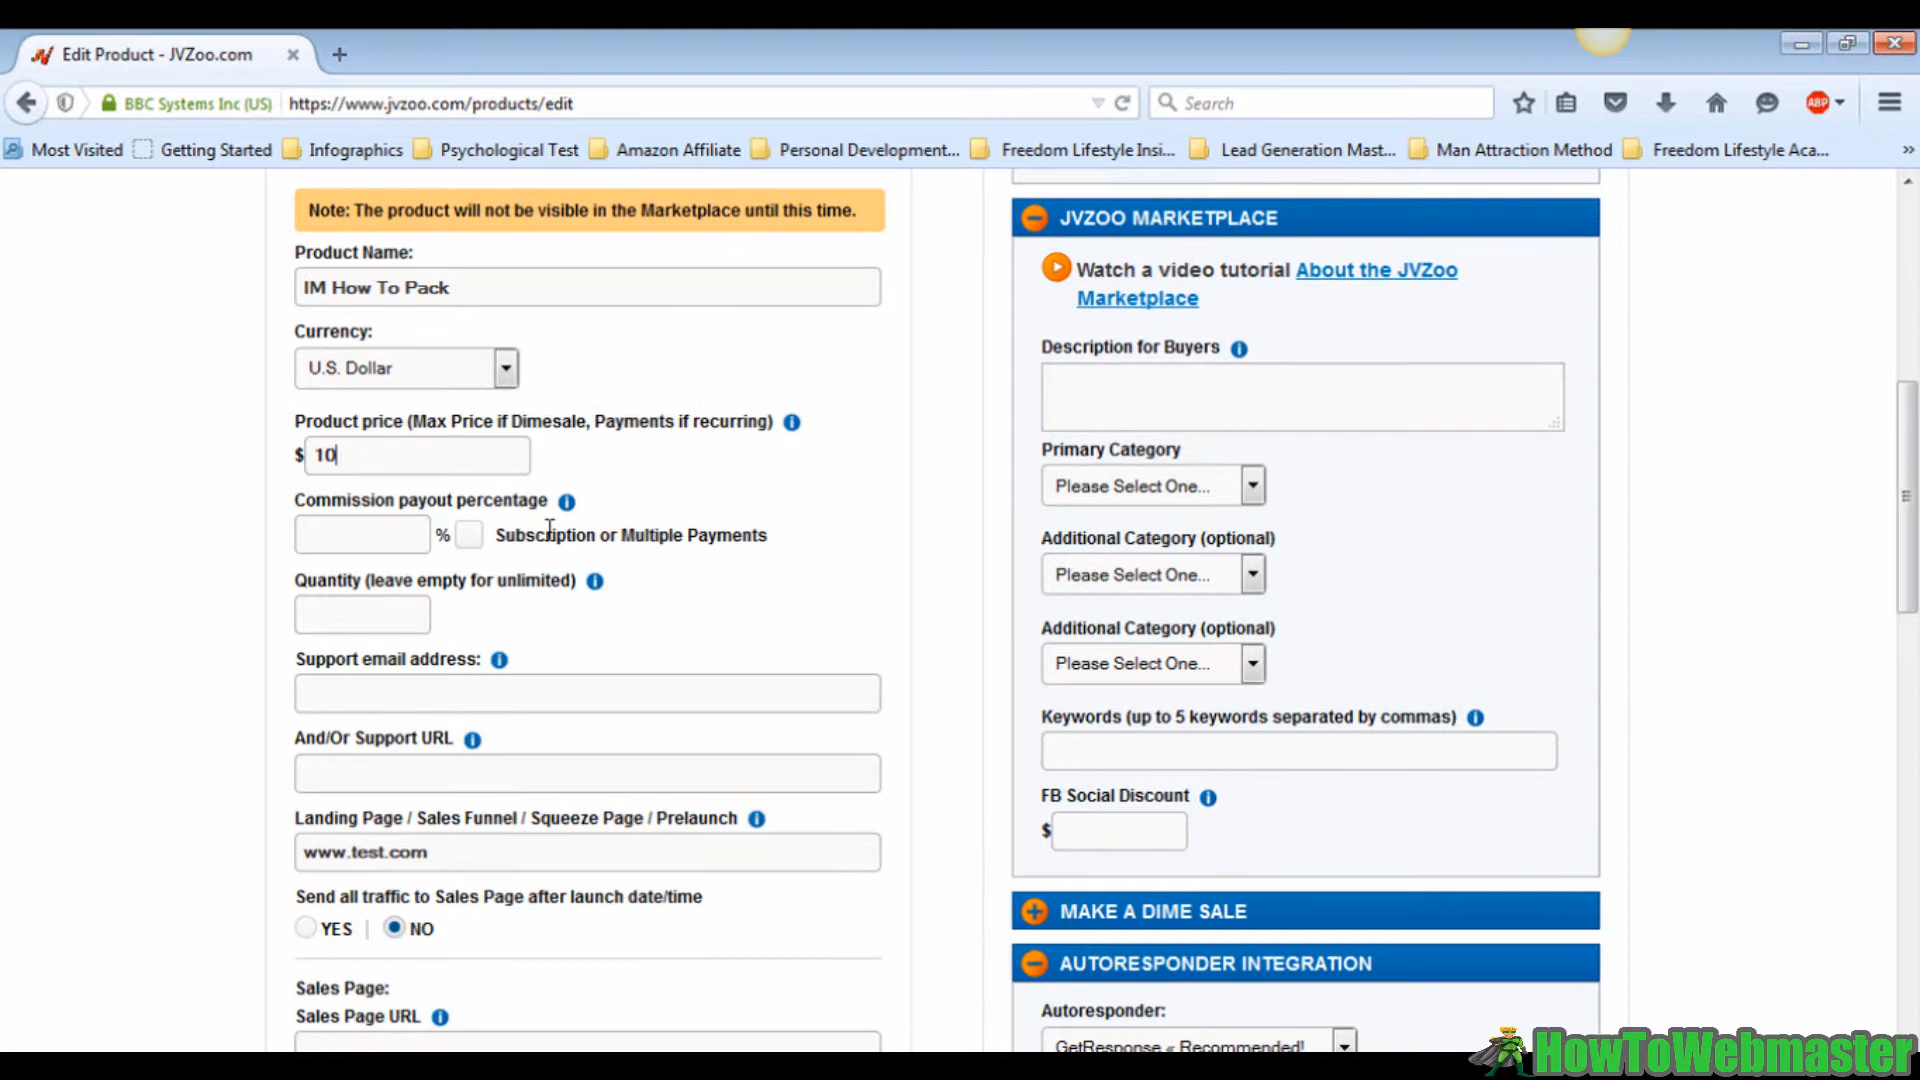 Edit Product - JVZoo.com
BBC Systems Inc (US)
https://www.jvzoo.com/products/edit
Search
ABP
Most Visited
Getting Started
Infographics
Psychological Test
Amazon Affiliate
Personal Development...
Freedom Lifestyle Insi...
Lead Generation Mast...
Man Attraction Method
Freedom Lifestyle Aca...
»
Note: The product will not be visible in the Marketplace until this time.
Product Name:
IM How To Pack
Currency:
U.S. Dollar
Product price (Max Price if Dimesale, Payments if recurring)
$ 10
Commission payout percentage
% Subscription or Multiple Payments
Quantity (leave empty for unlimited)
Support email address:
And/Or Support URL
Landing Page / Sales Funnel / Squeeze Page / Prelaunch
www.test.com
Send all traffic to Sales Page after launch date/time
YES | NO
Sales Page:
Sales Page URL
JVZOO MARKETPLACE
Watch a video tutorial About the JVZoo
Marketplace
Description for Buyers
Primary Category
Please Select One...
Additional Category (optional)
Please Select One...
Additional Category (optional)
Please Select One...
Keywords (up to 5 keywords separated by commas)
FB Social Discount
$
MAKE A DIME SALE
AUTORESPONDER INTEGRATION
Autoresponder:
GetResponse « Recommended!
HowToWebmaster